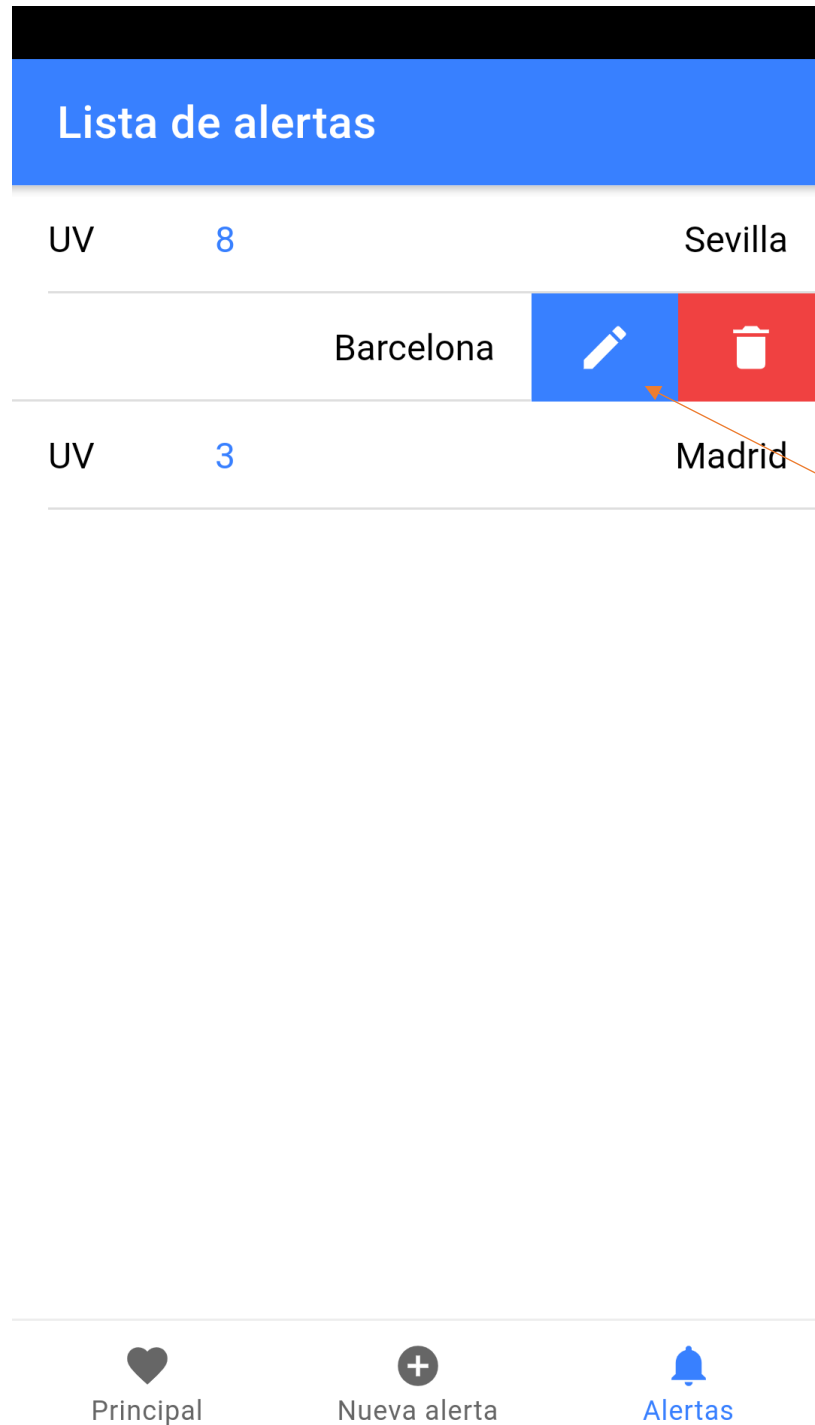 Lista de alertas
UV 8 Sevilla
Barcelona
UV 3 Madrid
Principal Nueva alerta Alertas